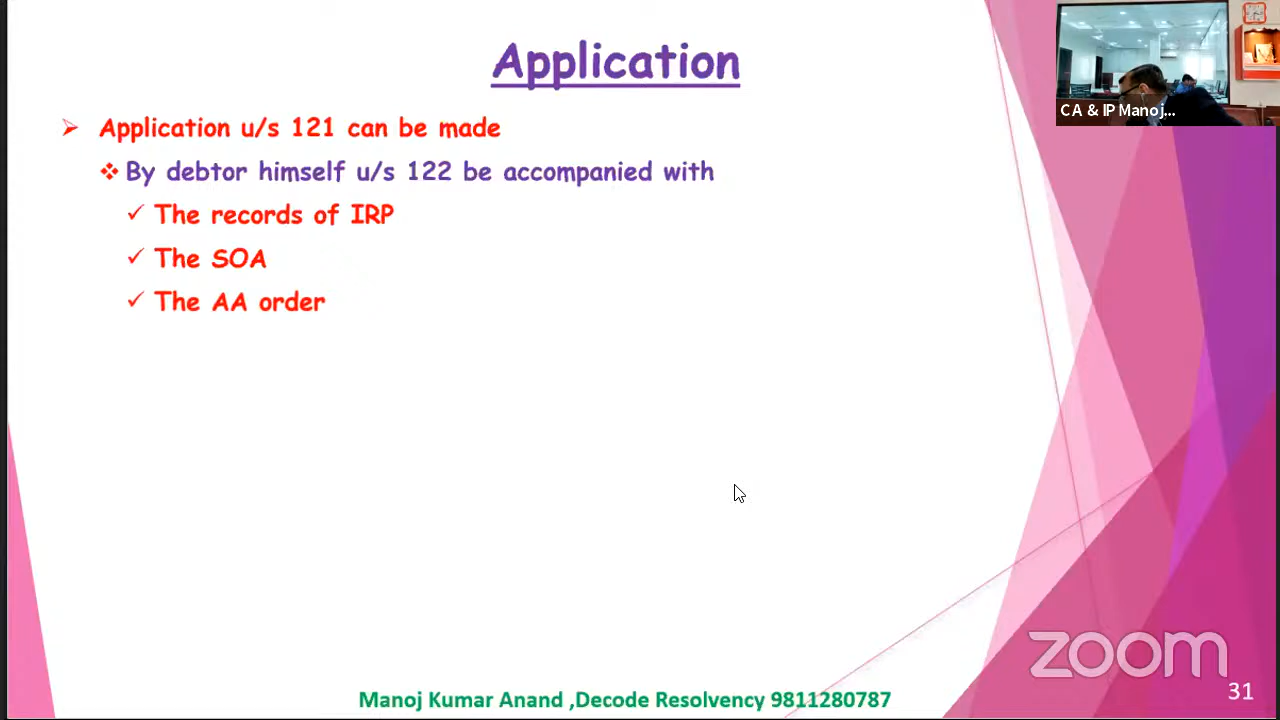 Application
Application u/s 121 can be made
By debtor himself u/s 122 be accompanied with
The records of IRP
The SOA
The AA order
CA & IP Manoj...
zoom
Manoj Kumar Anand ,Decode Resolvency 9811280787
31